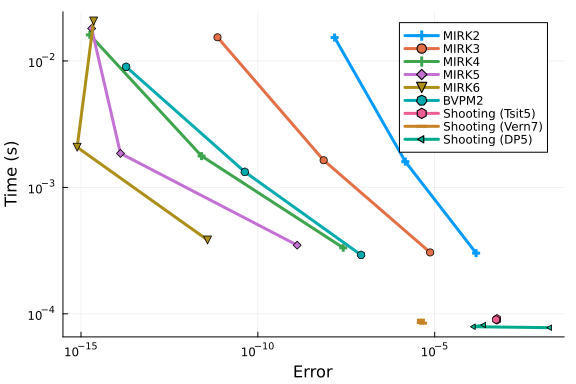 Time (s)
10⁻²
10⁻³
10⁻⁴
MIRK2
MIRK3
MIRK4
MIRK5
MIRK6
BVPM2
Shooting (Tsit5)
Shooting (Vern7)
Shooting (DP5)
10⁻¹⁵
10⁻¹⁰
10⁻⁵
Error